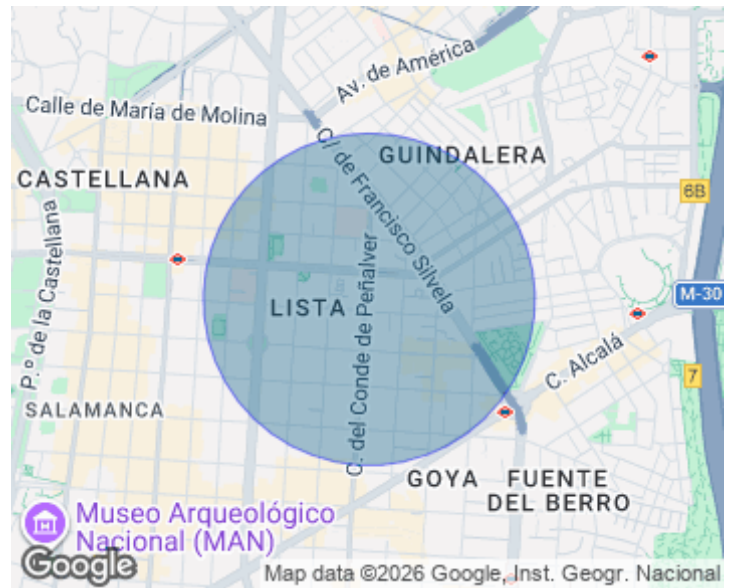 Av. de América
Calle de María de Molina
C/ de Francisco Silvela
GUINDALERA
CASTELLANA
6B
P.º de la Castellana
C. del Conde de Peñalver
M-30
LISTA
C. Alcalá
7
SALAMANCA
GOYA
FUENTE
DEL BERRO
Museo Arqueológico
Nacional (MAN)
Google
Map data ©2026 Google, Inst. Geogr. Nacional